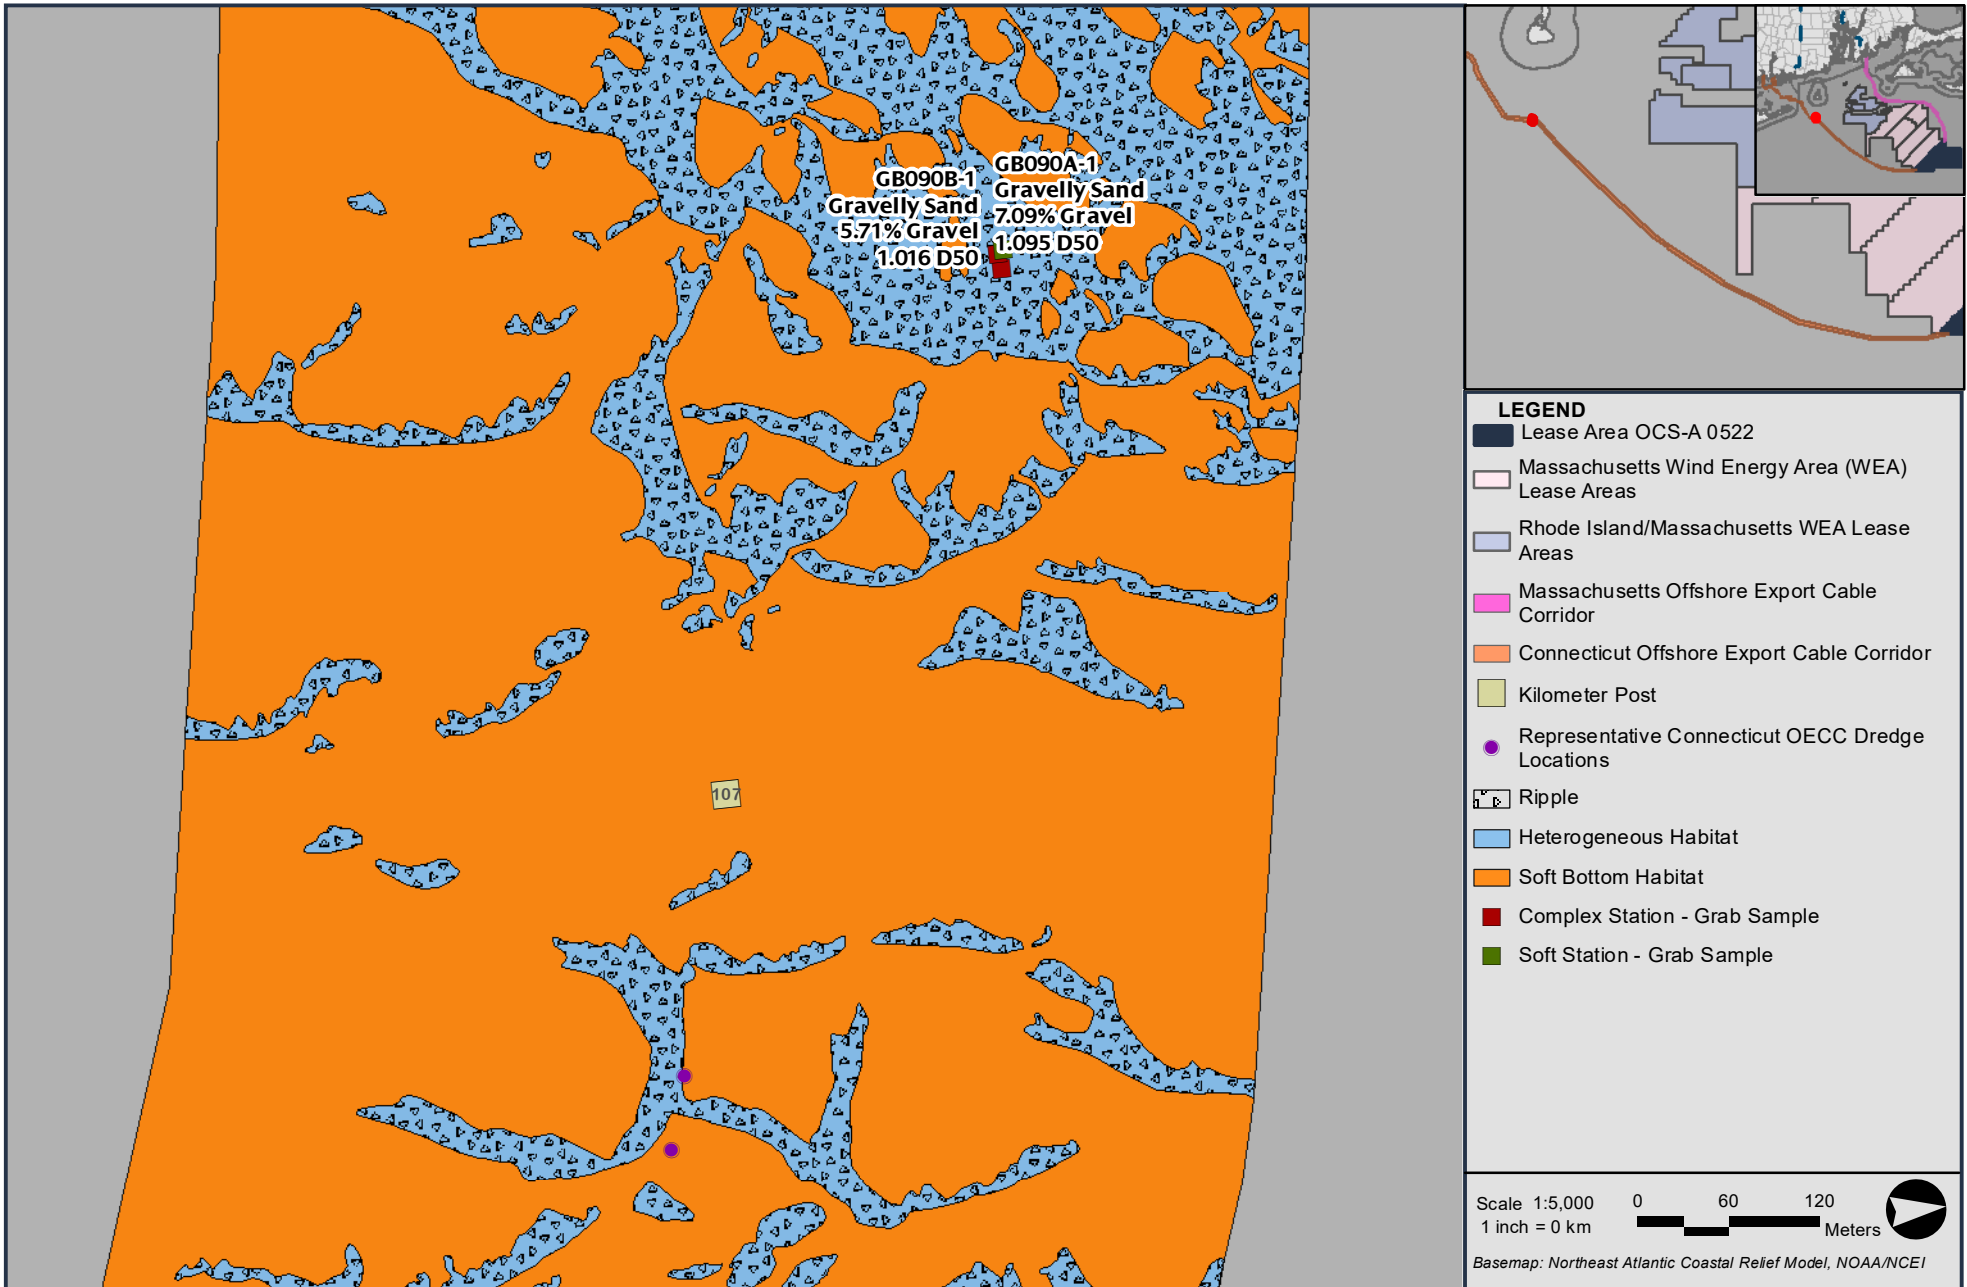 GB090B-1
Gravelly Sand
5.71% Gravel
1.016 D50
GB090A-1
Gravelly Sand
7.09% Gravel
1.095 D50
107
LEGEND
Lease Area OCS-A 0522
Massachusetts Wind Energy Area (WEA)
Lease Areas
Rhode Island/Massachusetts WEA Lease
Areas
Massachusetts Offshore Export Cable
Corridor
Connecticut Offshore Export Cable Corridor
Kilometer Post
Representative Connecticut OECC Dredge
Locations
Ripple
Heterogeneous Habitat
Soft Bottom Habitat
Complex Station - Grab Sample
Soft Station - Grab Sample
Scale 1:5,000
1 inch = 0 km
0 60 120
Meters
Basemap: Northeast Atlantic Coastal Relief Model, NOAA/NCEI